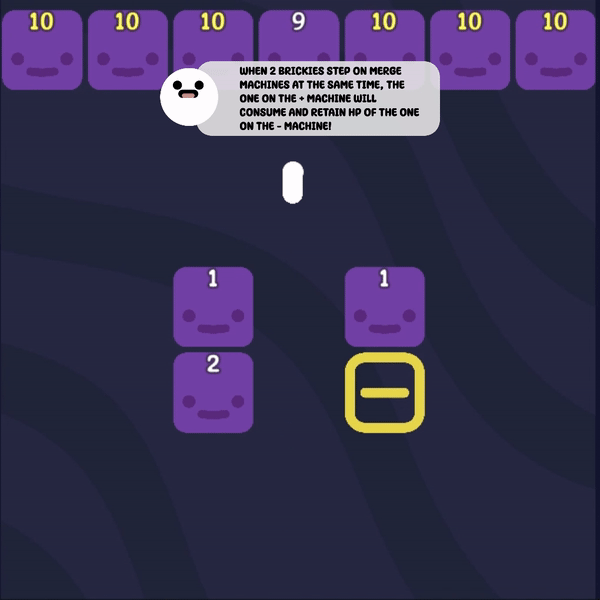 10 10 10 9 10 10 10
WHEN 2 BRICKIES STEP ON MERGE
MACHINES AT THE SAME TIME, THE
ONE ON THE + MACHINE WILL
CONSUME AND RETAIN HP OF THE ONE
ON THE - MACHINE!
1 1
2